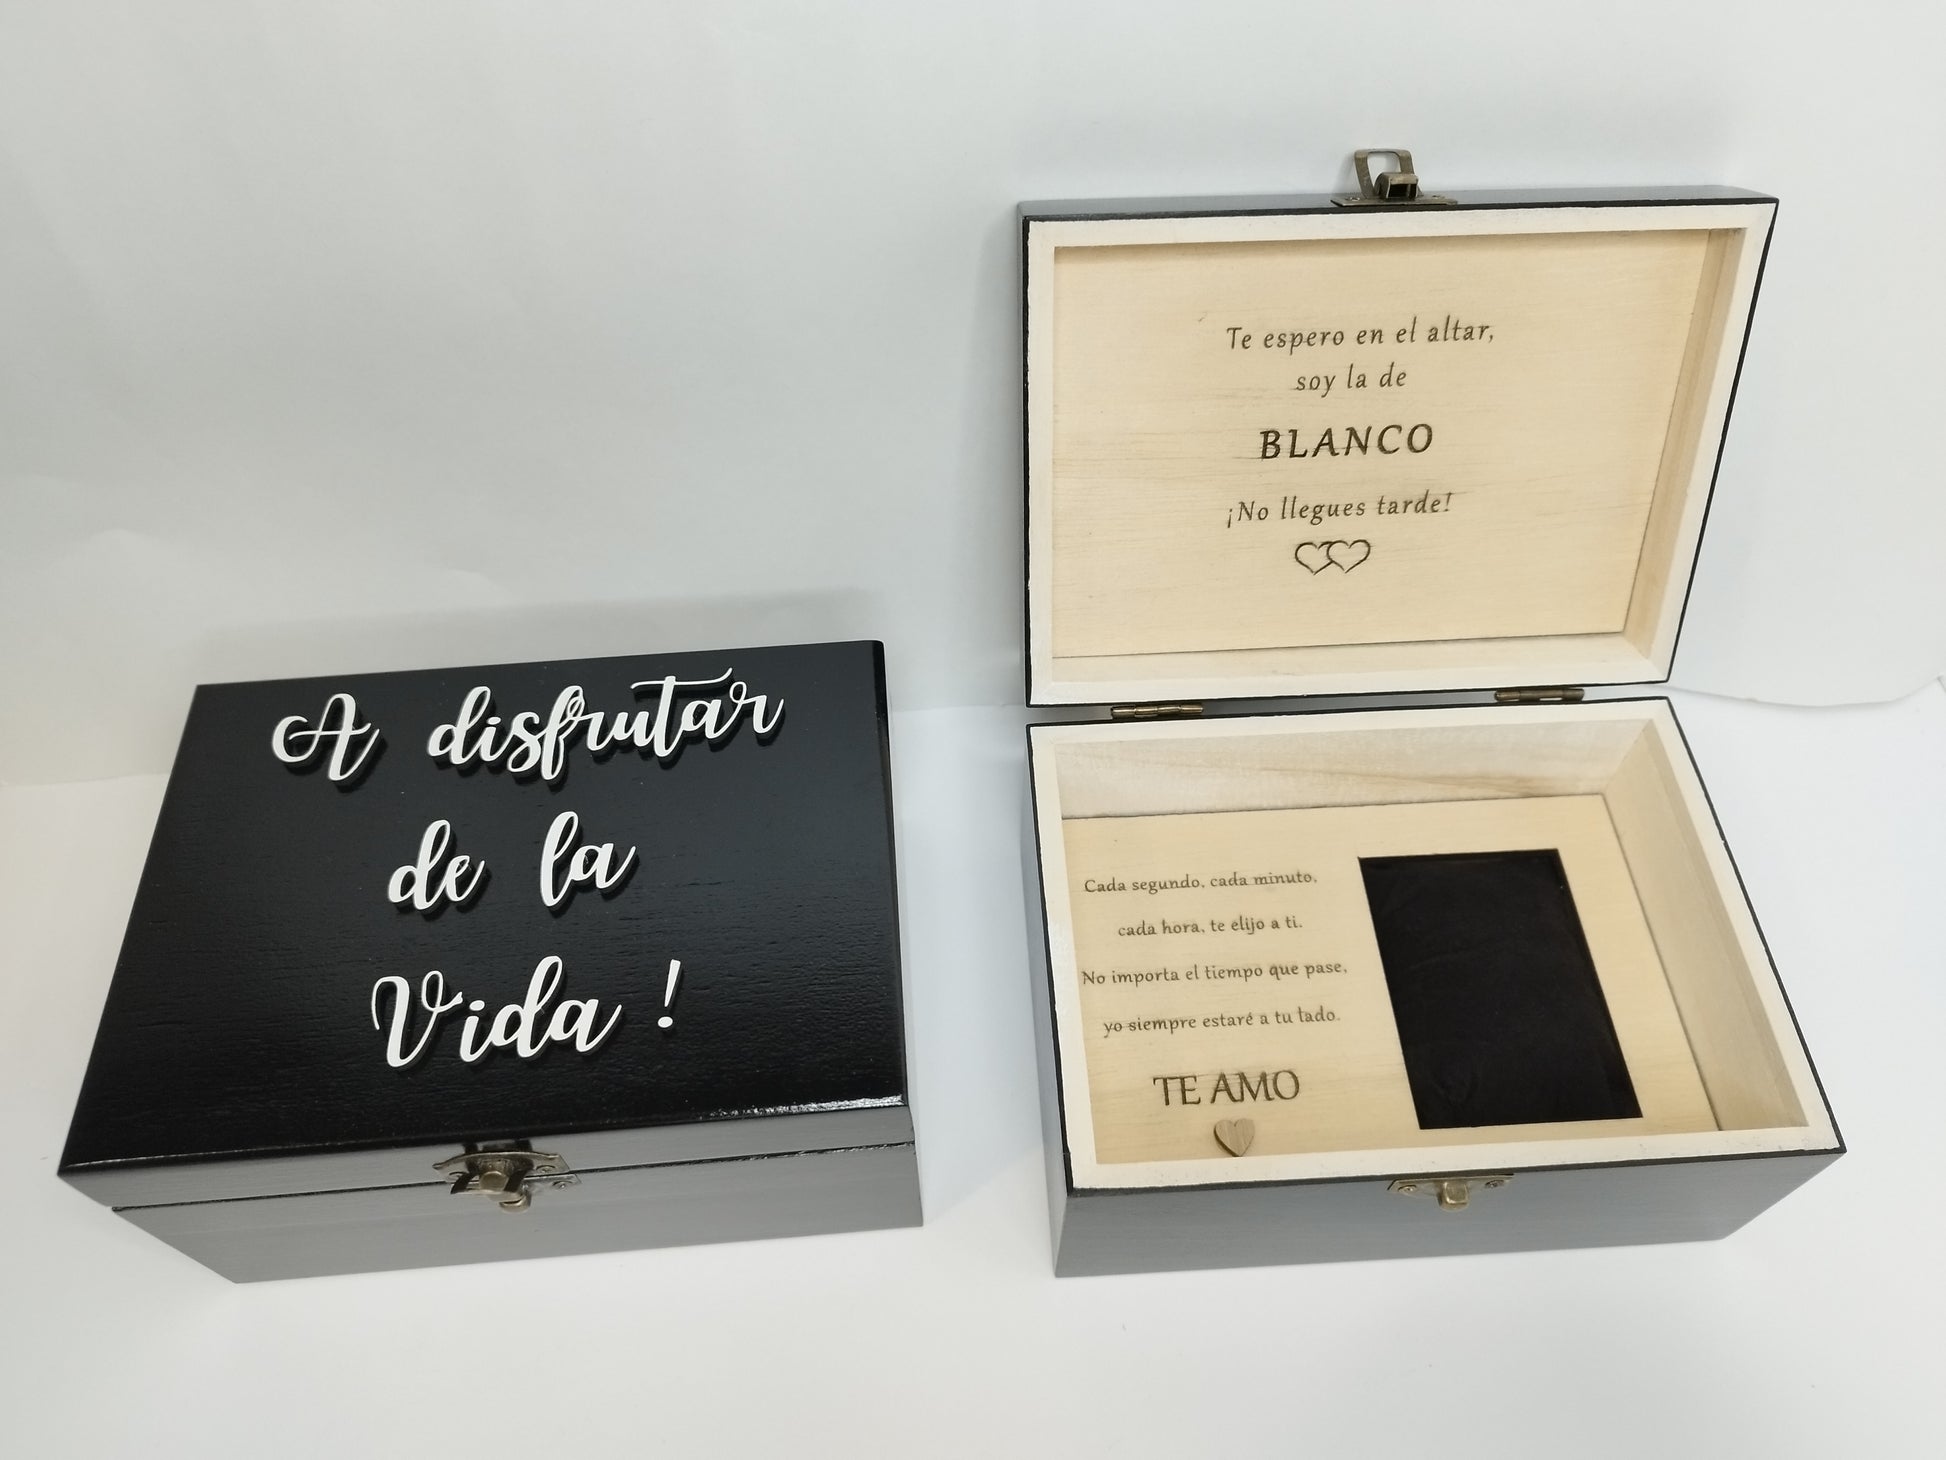 A disfrutar
de la
Vida !
Te espero en el altar,
soy la de
BLANCO
¡No llegues tarde!
Cada segundo, cada minuto,
cada hora, te elijo a ti.
No importa el tiempo que pase,
yo siempre estaré a tu lado.
TE AMO